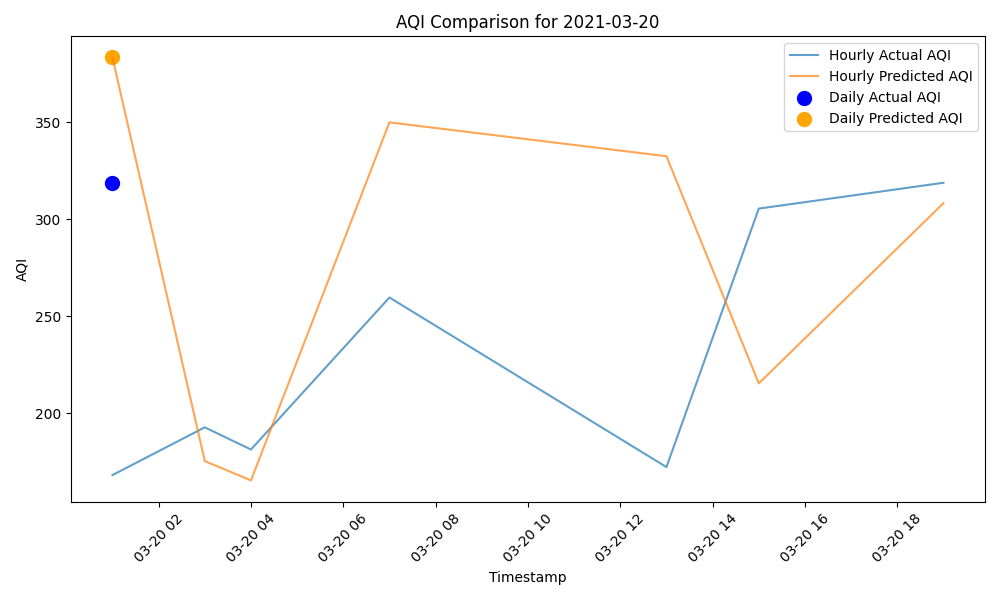 AQI Comparison for 2021-03-20
Hourly Actual AQI
Hourly Predicted AQI
Daily Actual AQI
Daily Predicted AQI
AQI
350
300
250
200
03-20 02
03-20 04
03-20 06
03-20 08
03-20 10
03-20 12
03-20 14
03-20 16
03-20 18
Timestamp